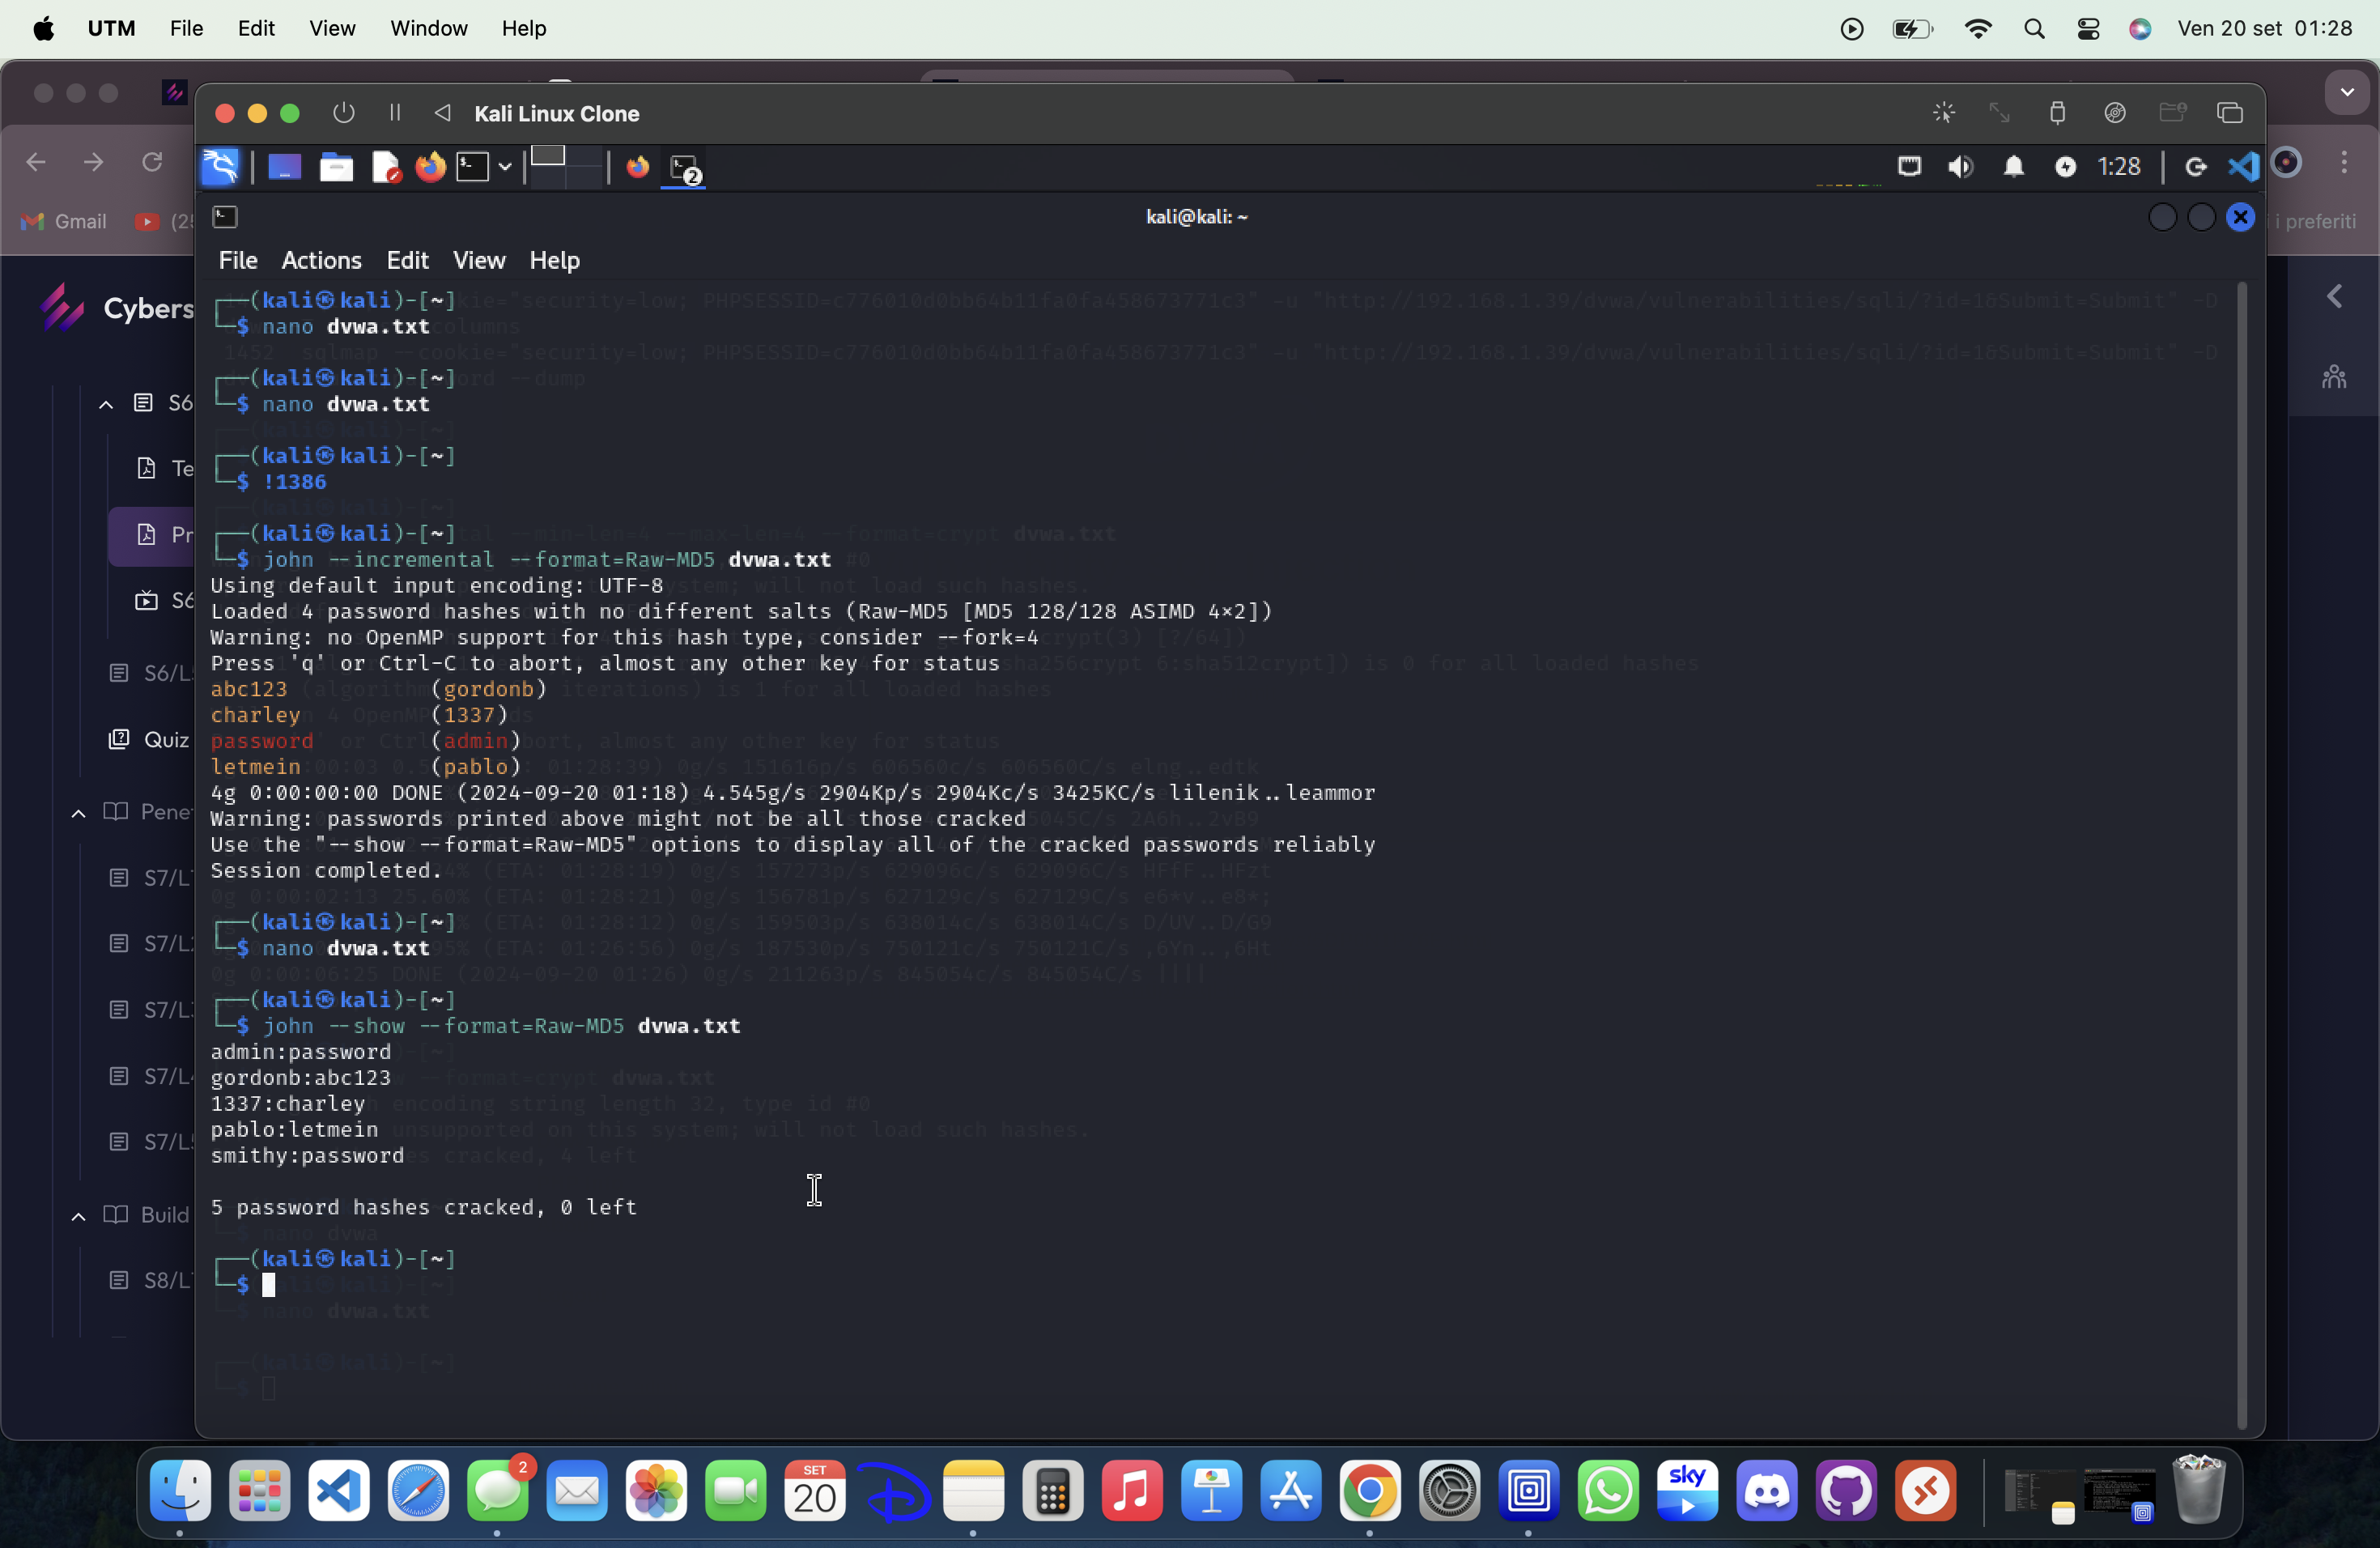 UTM File Edit View Window Help Ven 20 set 01:28
Kali Linux Clone
2 1:28
Gmail
i preferiti
kali@kali: ~
File Actions Edit View Help
Cybers
S6
Te
Pr
S6
S6/L
Quiz
Penet
S7/L
S7/L
S7/L
S7/L
S7/L
Build
S8/L
┌──(kali㉿kali)-[~]
└─$ nano dvwa.txt
┌──(kali㉿kali)-[~]
└─$ nano dvwa.txt
┌──(kali㉿kali)-[~]
└─$ !1386
┌──(kali㉿kali)-[~]
└─$ john --incremental --format=Raw-MD5 dvwa.txt
Using default input encoding: UTF-8
Loaded 4 password hashes with no different salts (Raw-MD5 [MD5 128/128 ASIMD 4×2])
Warning: no OpenMP support for this hash type, consider --fork=4
Press 'q' or Ctrl-C to abort, almost any other key for status
abc123 (gordonb)
charley (1337)
password (admin)
letmein (pablo)
4g 0:00:00:00 DONE (2024-09-20 01:18) 4.545g/s 2904Kp/s 2904Kc/s 3425KC/s lilenik..leammor
Warning: passwords printed above might not be all those cracked
Use the "--show --format=Raw-MD5" options to display all of the cracked passwords reliably
Session completed.
┌──(kali㉿kali)-[~]
└─$ nano dvwa.txt
┌──(kali㉿kali)-[~]
└─$ john --show --format=Raw-MD5 dvwa.txt
admin:password
gordonb:abc123
1337:charley
pablo:letmein
smithy:password
5 password hashes cracked, 0 left
┌──(kali㉿kali)-[~]
└─$
2
SET
20
sky